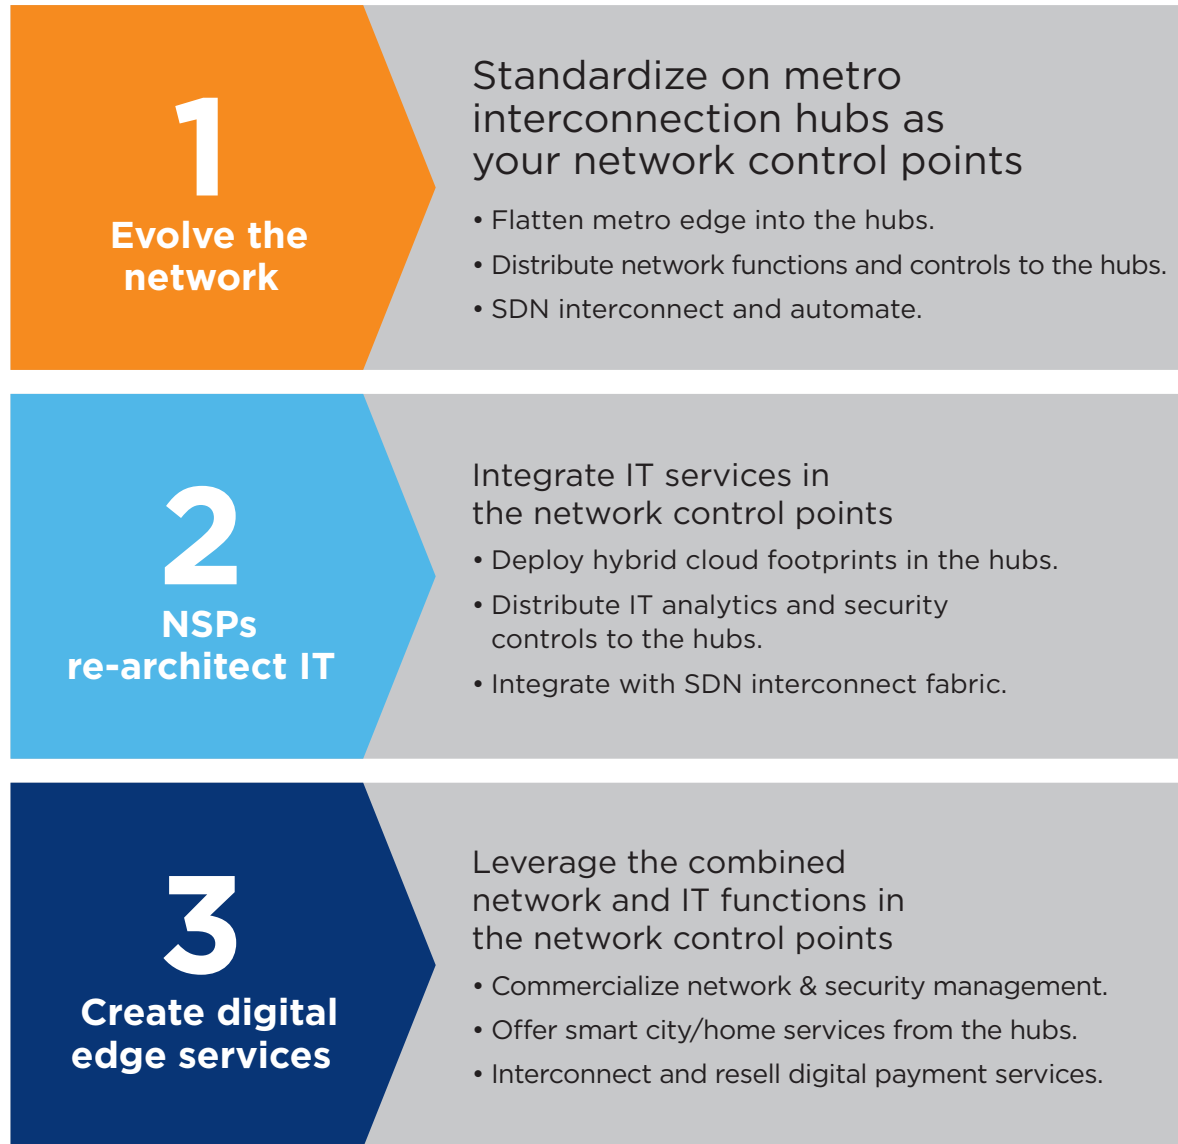 1
Evolve the
network
Standardize on metro
interconnection hubs as
your network control points
• Flatten metro edge into the hubs.
• Distribute network functions and controls to the hubs.
• SDN interconnect and automate.
2
NSPs
re-architect IT
Integrate IT services in
the network control points
• Deploy hybrid cloud footprints in the hubs.
• Distribute IT analytics and security
controls to the hubs.
• Integrate with SDN interconnect fabric.
3
Create digital
edge services
Leverage the combined
network and IT functions in
the network control points
• Commercialize network & security management.
• Offer smart city/home services from the hubs.
• Interconnect and resell digital payment services.